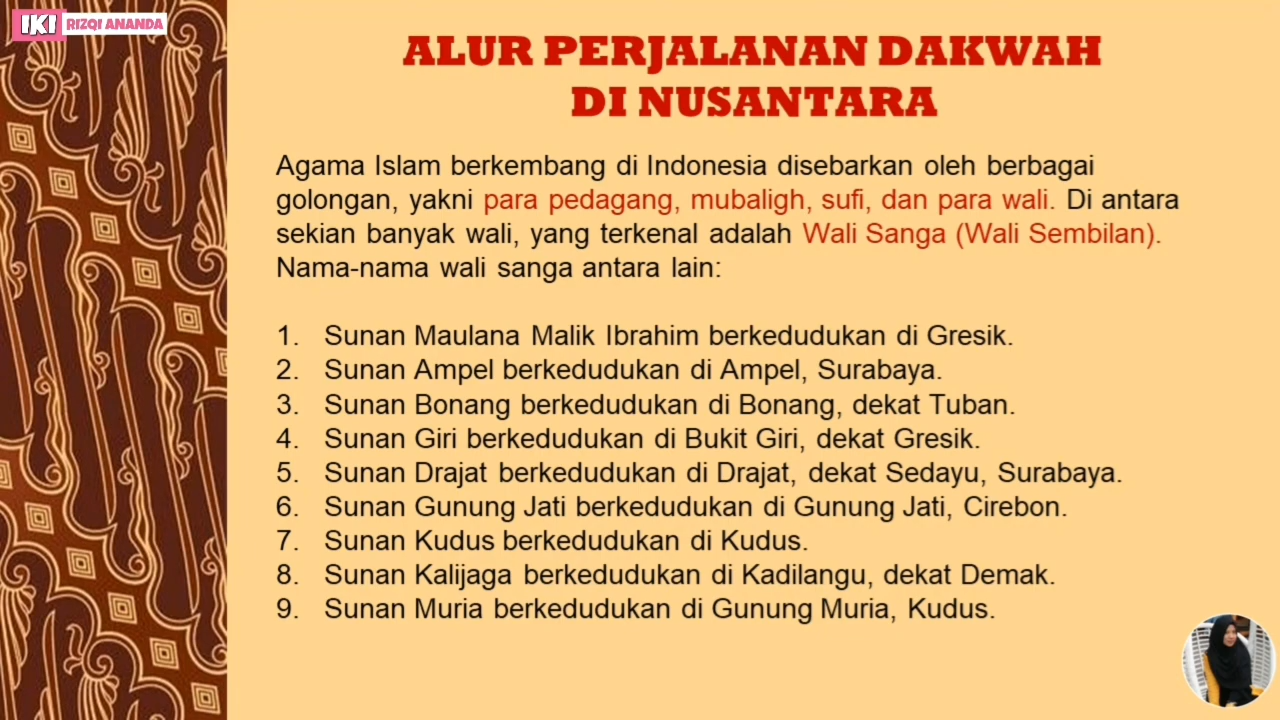 IKI RIZQI ANANDA
ALUR PERJALANAN DAKWAH
DI NUSANTARA
Agama Islam berkembang di Indonesia disebarkan oleh berbagai
golongan, yakni para pedagang, mubaligh, sufi, dan para wali. Di antara
sekian banyak wali, yang terkenal adalah Wali Sanga (Wali Sembilan).
Nama-nama wali sanga antara lain:
1. Sunan Maulana Malik Ibrahim berkedudukan di Gresik.
2. Sunan Ampel berkedudukan di Ampel, Surabaya.
3. Sunan Bonang berkedudukan di Bonang, dekat Tuban.
4. Sunan Giri berkedudukan di Bukit Giri, dekat Gresik.
5. Sunan Drajat berkedudukan di Drajat, dekat Sedayu, Surabaya.
6. Sunan Gunung Jati berkedudukan di Gunung Jati, Cirebon.
7. Sunan Kudus berkedudukan di Kudus.
8. Sunan Kalijaga berkedudukan di Kadilangu, dekat Demak.
9. Sunan Muria berkedudukan di Gunung Muria, Kudus.